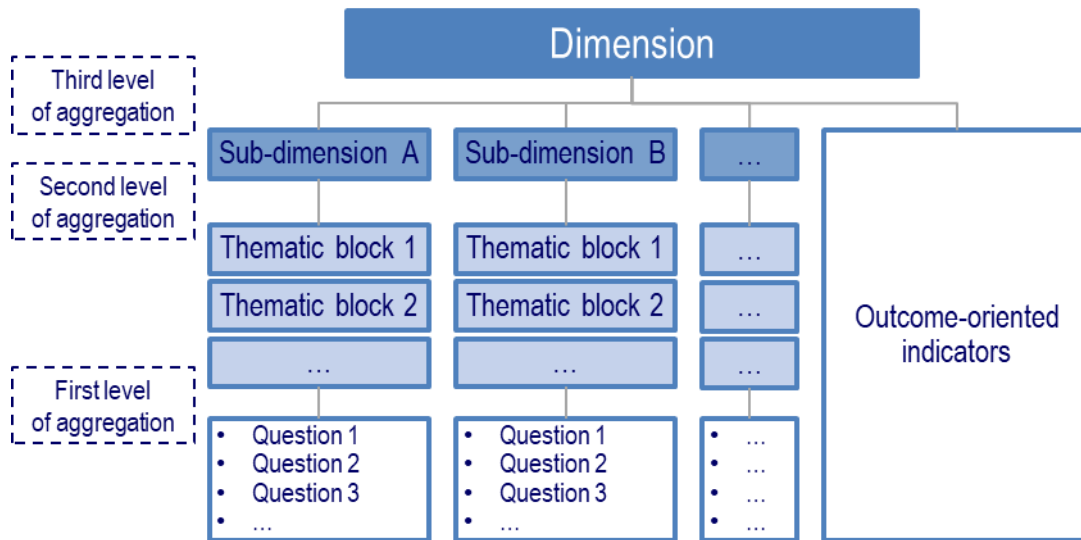 Dimension
Third level
of aggregation
Sub-dimension A
Sub-dimension B
...
Second level
of aggregation
Thematic block 1
Thematic block 1
...
Thematic block 2
Thematic block 2
...
...
...
...
Outcome-oriented
indicators
First level
of aggregation
• Question 1
• Question 2
• Question 3
• ...
• Question 1
• Question 2
• Question 3
• ...
• ...
• ...
• ...
• ...